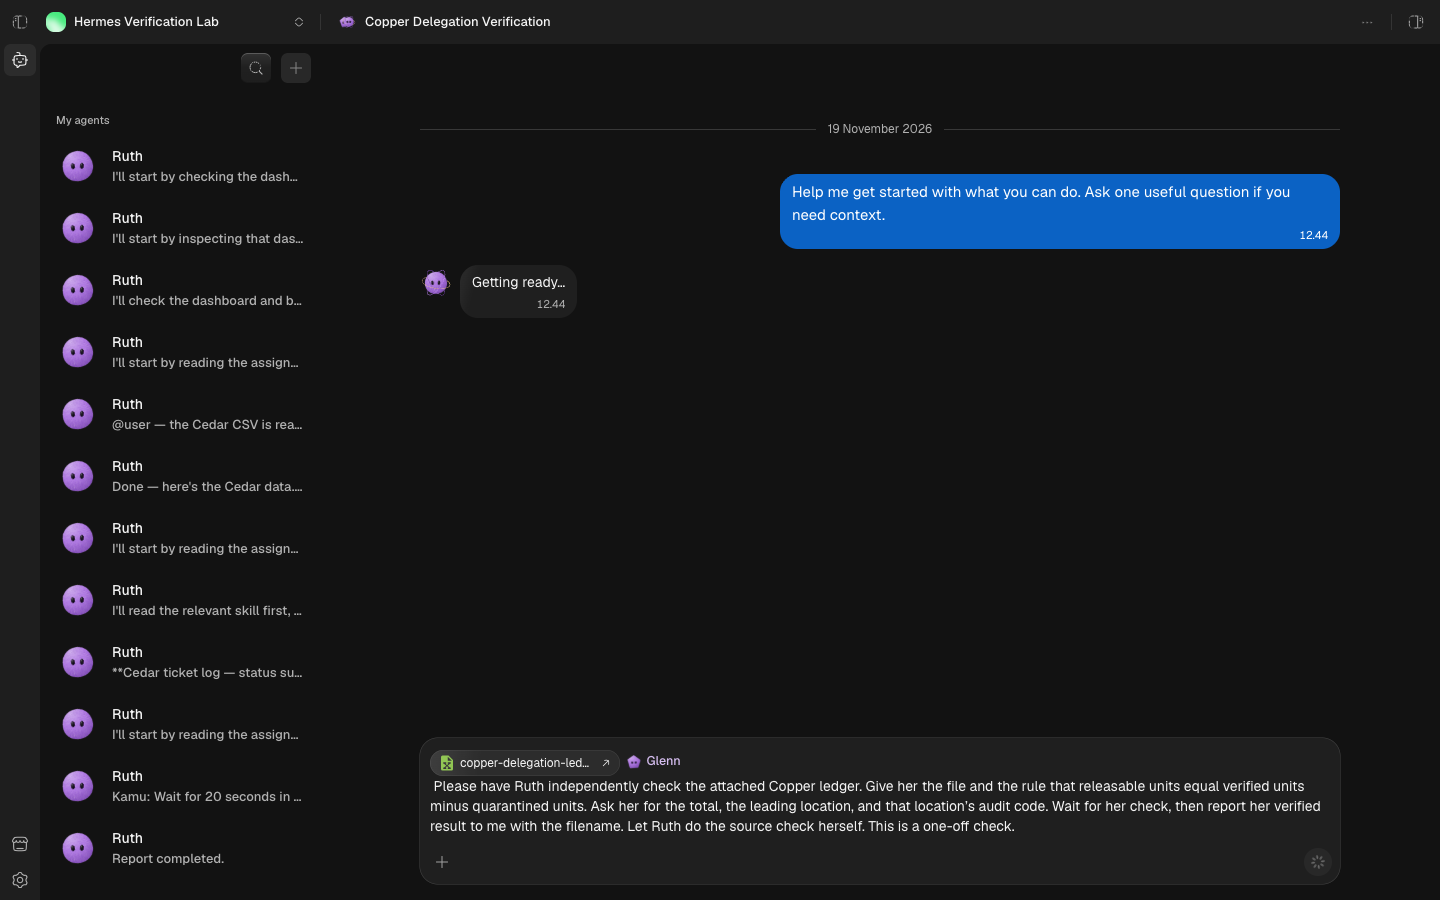 Hermes Verification Lab
Copper Delegation Verification
My agents
Ruth
I'll start by checking the dash...
Ruth
I'll start by inspecting that das...
Ruth
I'll check the dashboard and b...
Ruth
I'll start by reading the assign...
Ruth
@user — the Cedar CSV is rea...
Ruth
Done — here's the Cedar data....
Ruth
I'll start by reading the assign...
Ruth
I'll read the relevant skill first, ...
Ruth
**Cedar ticket log — status su...
Ruth
I'll start by reading the assign...
Ruth
Kamu: Wait for 20 seconds in ...
Ruth
Report completed.
19 November 2026
Help me get started with what you can do. Ask one useful question if you
need context.
12.44
Getting ready...
12.44
copper-delegation-led... Glenn
Please have Ruth independently check the attached Copper ledger. Give her the file and the rule that releasable units equal verified units
minus quarantined units. Ask her for the total, the leading location, and that location's audit code. Wait for her check, then report her verified
result to me with the filename. Let Ruth do the source check herself. This is a one-off check.